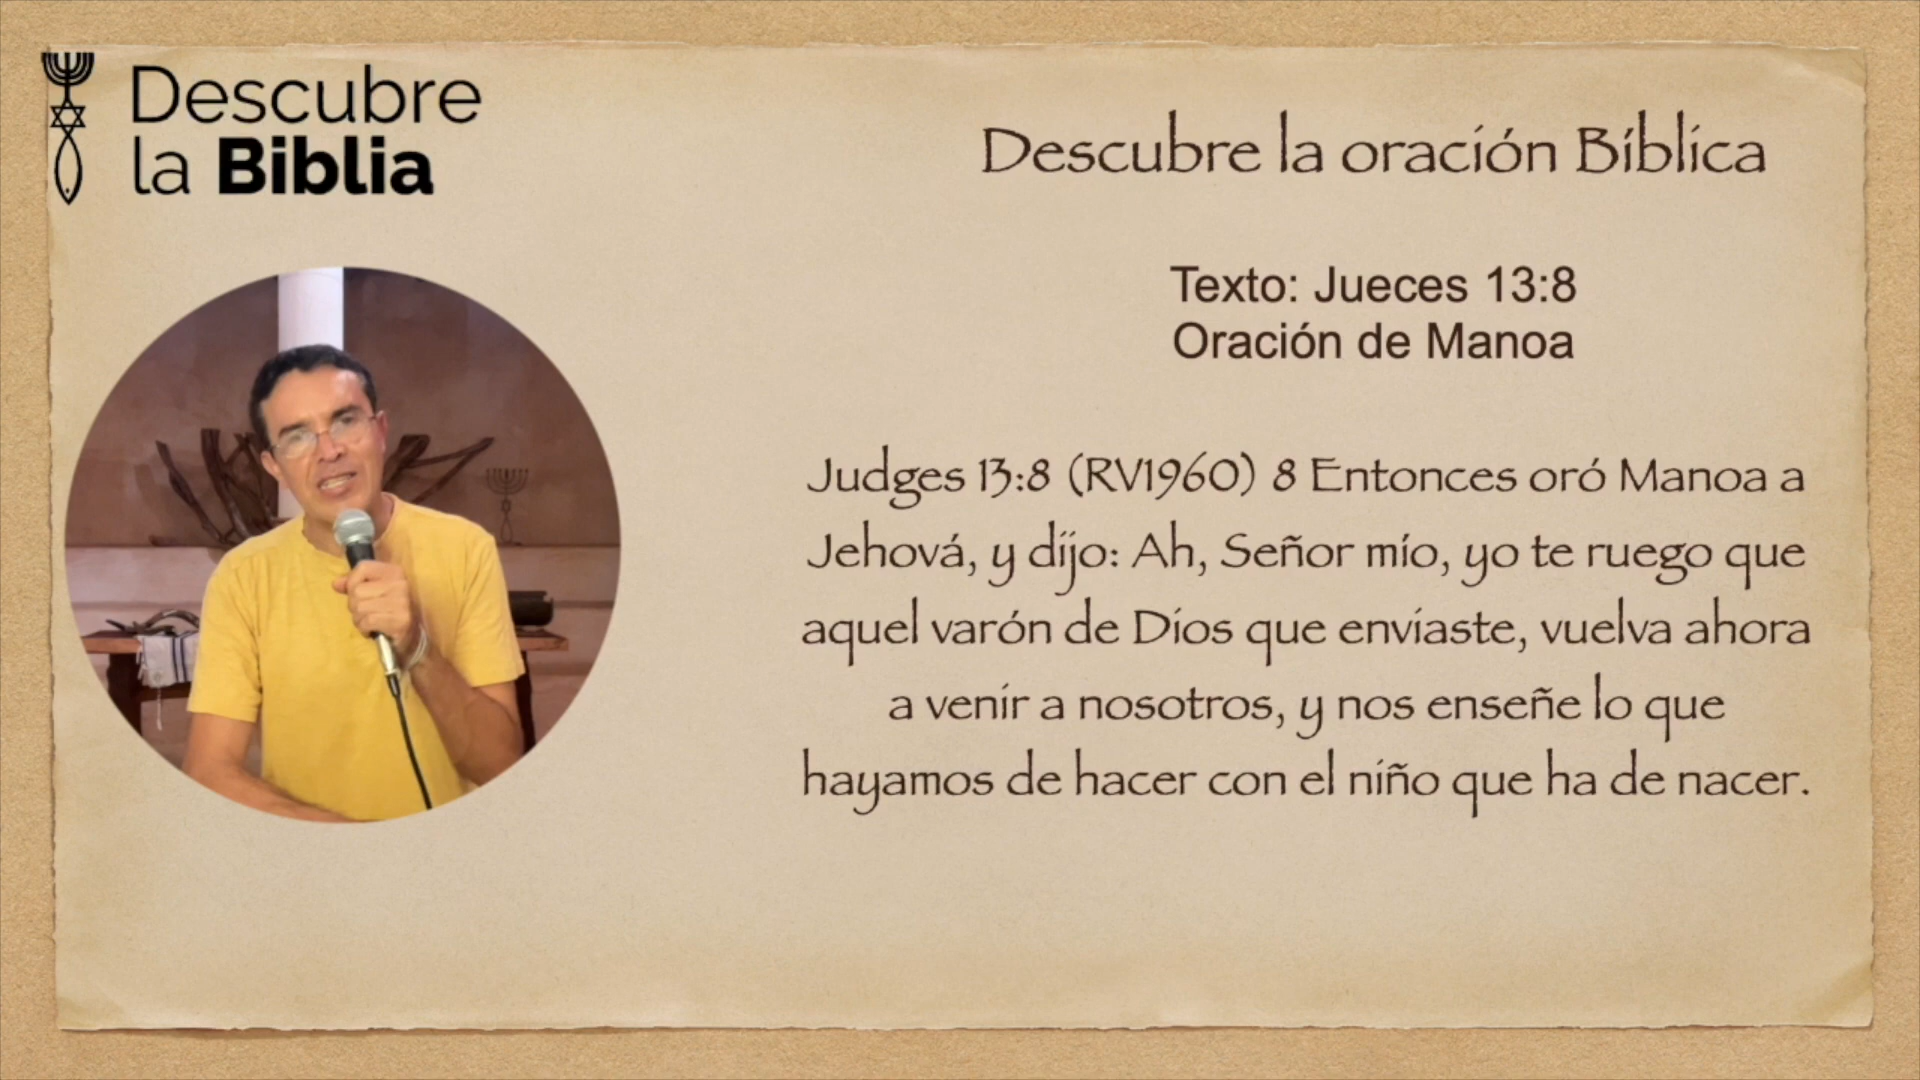 Descubre
la Biblia
Descubre la oración Bíblica
Texto: Jueces 13:8
Oración de Manoa
Judges 13:8 (RV1960) 8 Entonces oró Manoa a
Jehová, y dijo: Ah, Señor mío, yo te ruego que
aquel varón de Dios que enviaste, vuelva ahora
a venir a nosotros, y nos enseñe lo que
hayamos de hacer con el niño que ha de nacer.